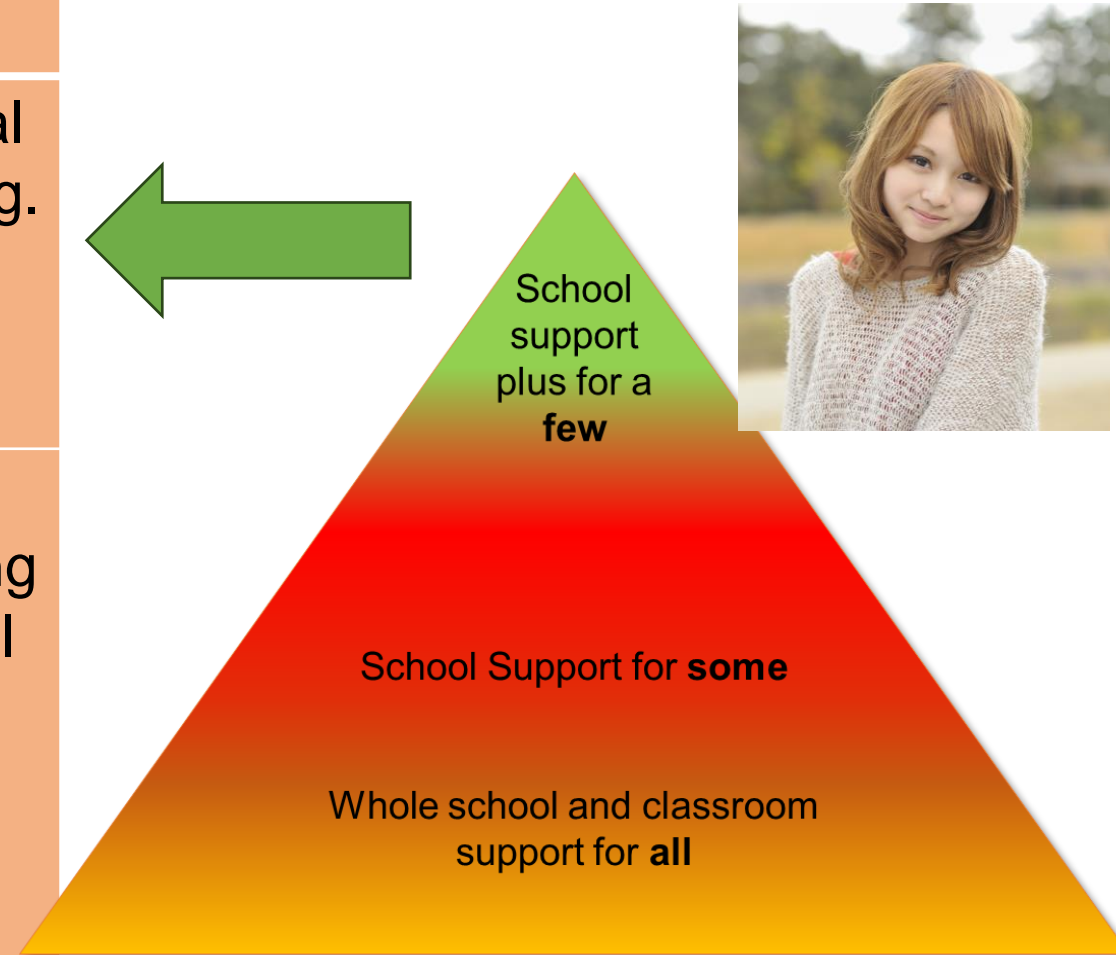 g.
School
support
plus for a
few
School Support for some
Whole school and classroom
support for all